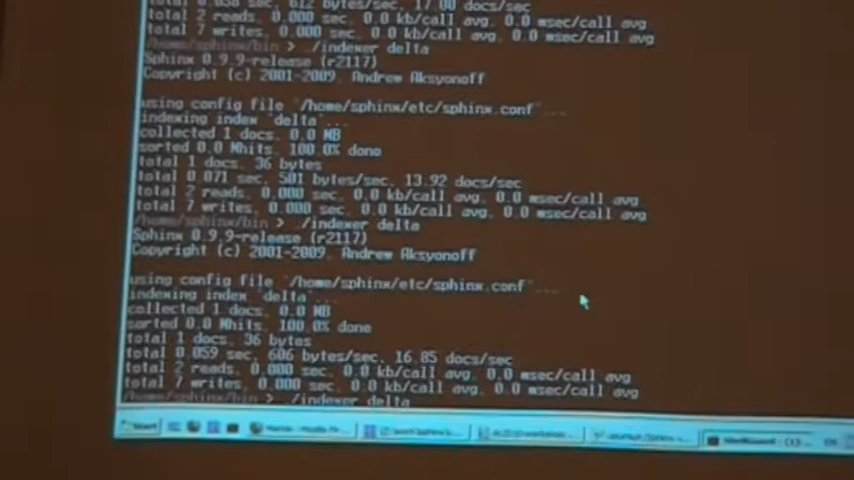 total 0.058 sec, 612 bytes/sec, 17.00 docs/sec
total 2 reads, 0.000 sec, 0.0 kb/call avg, 0.0 msec/call avg
total 7 writes, 0.000 sec, 0.0 kb/call avg, 0.0 msec/call avg
/home/sphinx/bin > ./indexer delta
Sphinx 0.9.9-release (r2117)
Copyright (c) 2001-2009, Andrew Aksyonoff
using config file '/home/sphinx/etc/sphinx.conf'...
indexing index 'delta'...
collected 1 docs, 0.0 MB
sorted 0.0 Mhits, 100.0% done
total 1 docs, 36 bytes
total 0.071 sec, 501 bytes/sec, 13.92 docs/sec
total 2 reads, 0.000 sec, 0.0 kb/call avg, 0.0 msec/call avg
total 7 writes, 0.000 sec, 0.0 kb/call avg, 0.0 msec/call avg
/home/sphinx/bin > ./indexer delta
Sphinx 0.9.9-release (r2117)
Copyright (c) 2001-2009, Andrew Aksyonoff
using config file '/home/sphinx/etc/sphinx.conf'...
indexing index 'delta'...
collected 1 docs, 0.0 MB
sorted 0.0 Mhits, 100.0% done
total 1 docs, 36 bytes
total 0.059 sec, 606 bytes/sec, 16.85 docs/sec
total 2 reads, 0.000 sec, 0.0 kb/call avg, 0.0 msec/call avg
total 7 writes, 0.000 sec, 0.0 kb/call avg, 0.0 msec/call avg
/home/sphinx/bin > ./indexer delta
Start